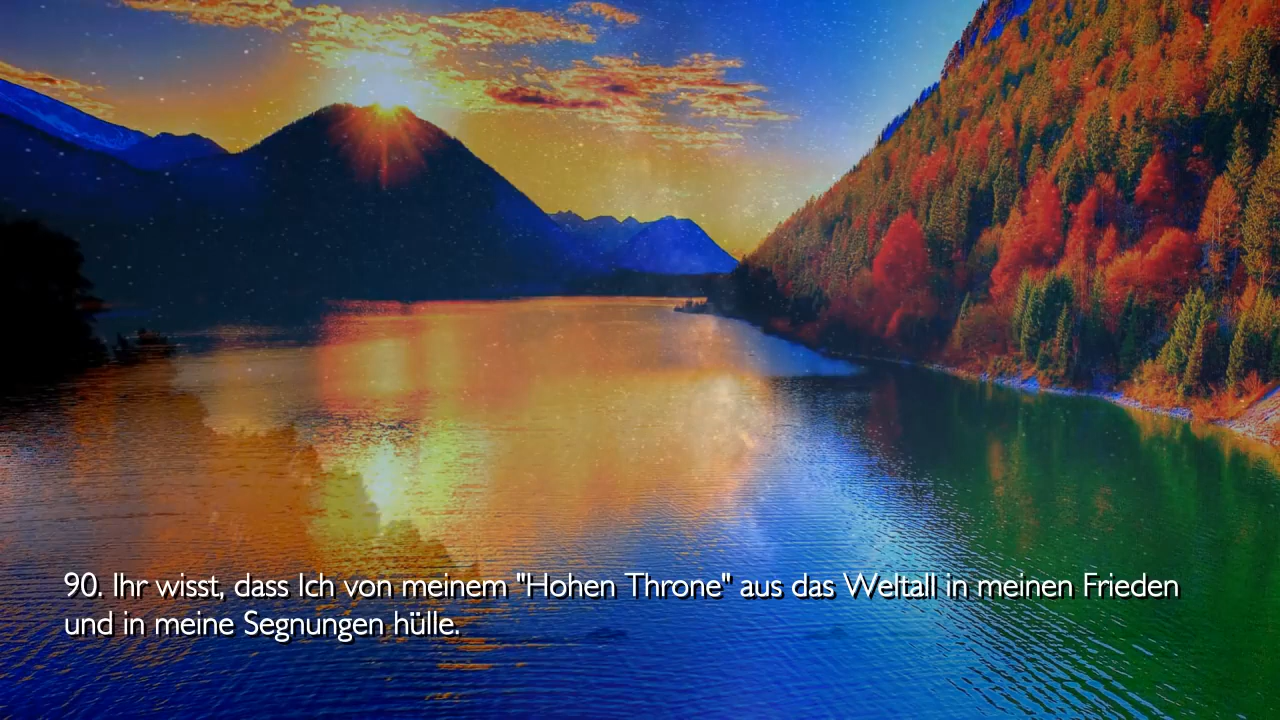 90. Ihr wisst, dass Ich von meinem "Hohen Throne" aus das Weltall in meinen Frieden
und in meine Segnungen hülle.